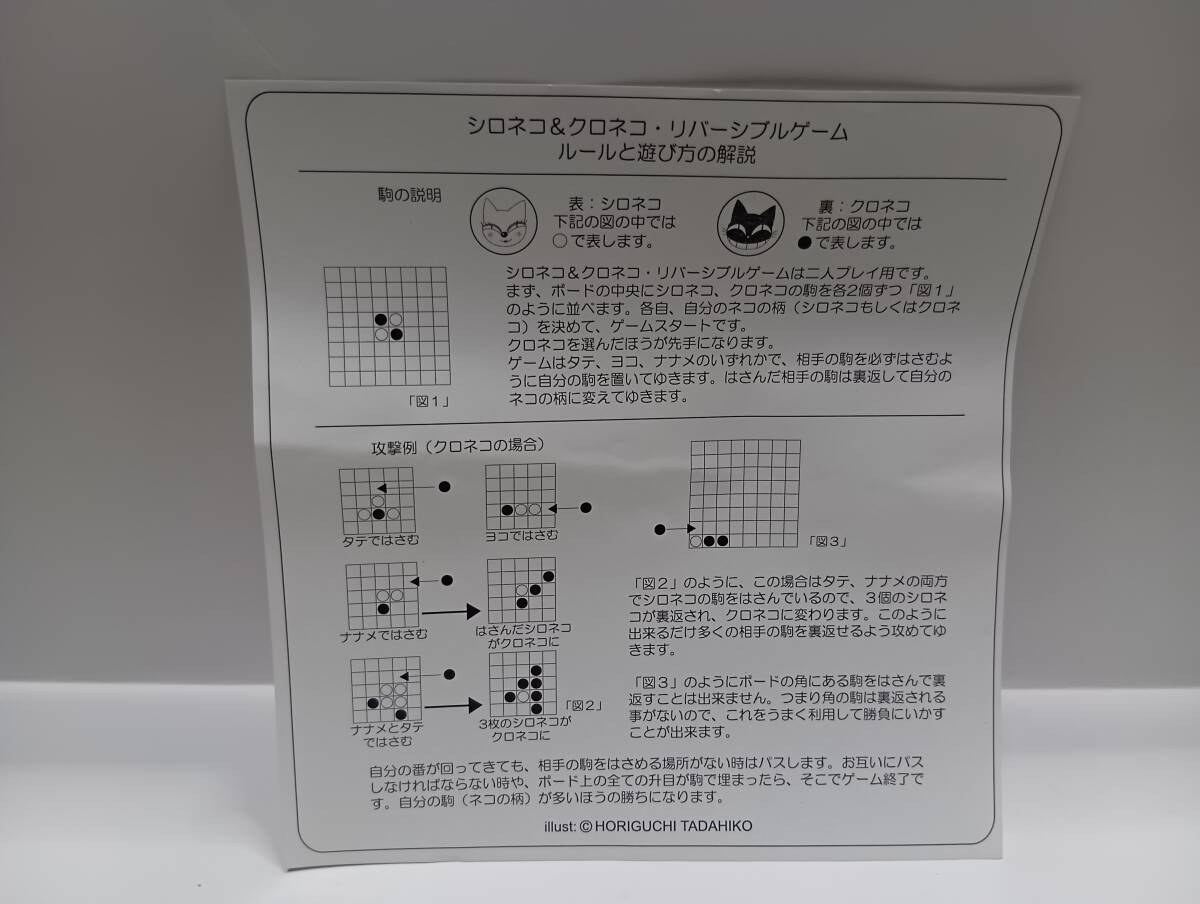 シロネコ＆クロネコ・リバーシブルゲーム
ルールと遊び方の解説
駒の説明
表：シロネコ
下記の図の中では
○で表します。
裏：クロネコ
下記の図の中では
●で表します。
シロネコ＆クロネコ・リバーシブルゲームは二人プレイ用です。
まず、ボードの中央にシロネコ、クロネコの駒を各2個ずつ「図１」
のように並べます。各自、自分のネコの柄（シロネコもしくはクロネ
コ）を決めて、ゲームスタートです。
クロネコを選んだほうが先手になります。
ゲームはタテ、ヨコ、ナナメのいずれかで、相手の駒を必ずはさむよ
うに自分の駒を置いてゆきます。はさんだ相手の駒は裏返して自分の
ネコの柄に変えてゆきます。
「図１」
攻撃例（クロネコの場合）
タテではさむ
ヨコではさむ
ナナメではさむ
はさんだシロネコ
がクロネコに
ナナメとタテ
ではさむ
3枚のシロネコが
クロネコに
「図２」
「図３」
「図２」のように、この場合はタテ、ナナメの両方
でシロネコの駒をはさんでいるので、３個のシロネ
コが裏返され、クロネコに変わります。このように
出来るだけ多くの相手の駒を裏返せるよう攻めてゆ
きます。
「図３」のようにボードの角にある駒をはさんで裏
返すことは出来ません。つまり角の駒は裏返される
事がないので、これをうまく利用して勝負にいかす
ことが出来ます。
自分の番が回ってきても、相手の駒をはさめる場所がない時はパスします。お互いにパス
しなければならない時や、ボード上の全ての升目が駒で埋まったら、そこでゲーム終了で
す。自分の駒（ネコの柄）が多いほうの勝ちになります。
illust: ©HORIGUCHI TADAHIKO